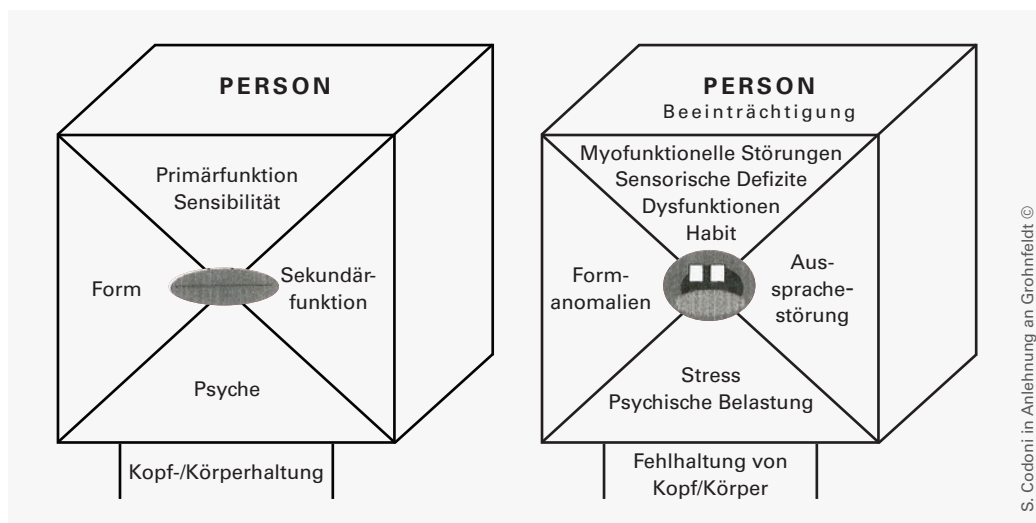 PERSON
Primärfunktion
Sensibilität
Form
Sekundär-
funktion
Psyche
Kopf-/Körperhaltung
PERSON
Beeinträchtigung
Myofunktionelle Störungen
Sensorische Defizite
Dysfunktionen
Habit
Form-
anomalien
Aus-
sprache-
störung
Stress
Psychische Belastung
Fehlhaltung von
Kopf/Körper
S. Codoni in Anlehnung an Grohnfeldt ©